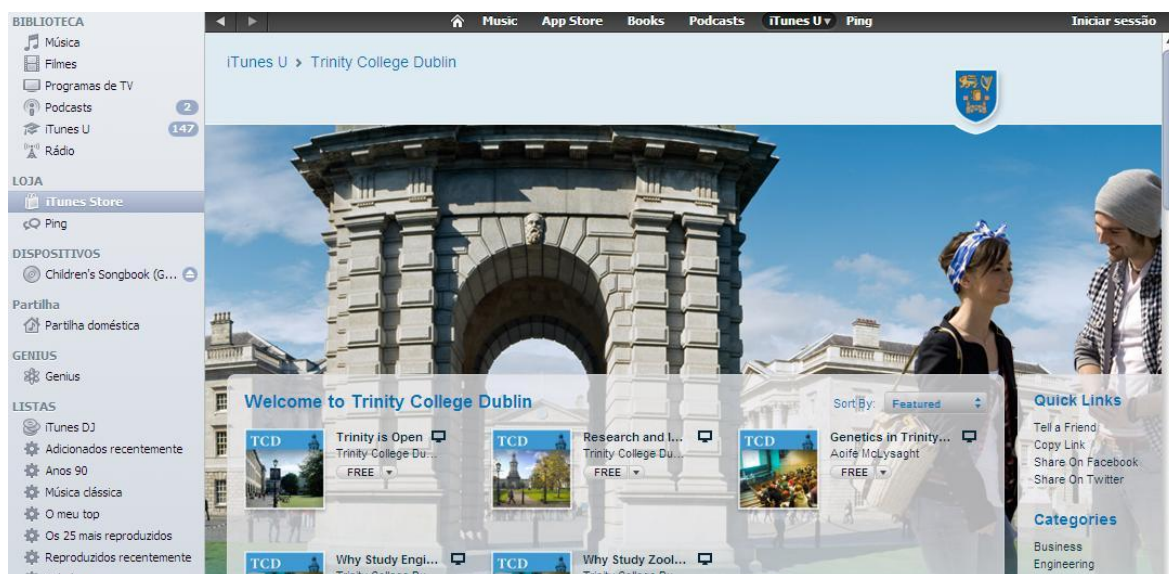 BIBLIOTECA
Música
Filmes
Programas de TV
Podcasts 2
iTunes U 147
Rádio
LOJA
iTunes Store
Ping
DISPOSITIVOS
Children's Songbook (G...
Partilha
Partilha doméstica
GENIUS
Genius
LISTAS
iTunes DJ
Adicionados recentemente
Anos 90
Música clássica
O meu top
Os 25 mais reproduzidos
Reproduzidos recentemente
Music App Store Books Podcasts iTunes U Ping Iniciar sessão
iTunes U > Trinity College Dublin
Welcome to Trinity College Dublin
Sort By: Featured
TCD
Trinity is Open
Trinity College Du...
FREE
TCD
Research and I...
Trinity College Du...
FREE
TCD
Genetics in Trinity...
Aoife McLysaght
FREE
TCD
Why Study Engi...
TCD
Why Study Zool...
Quick Links
Tell a Friend
Copy Link
Share On Facebook
Share On Twitter
Categories
Business
Engineering